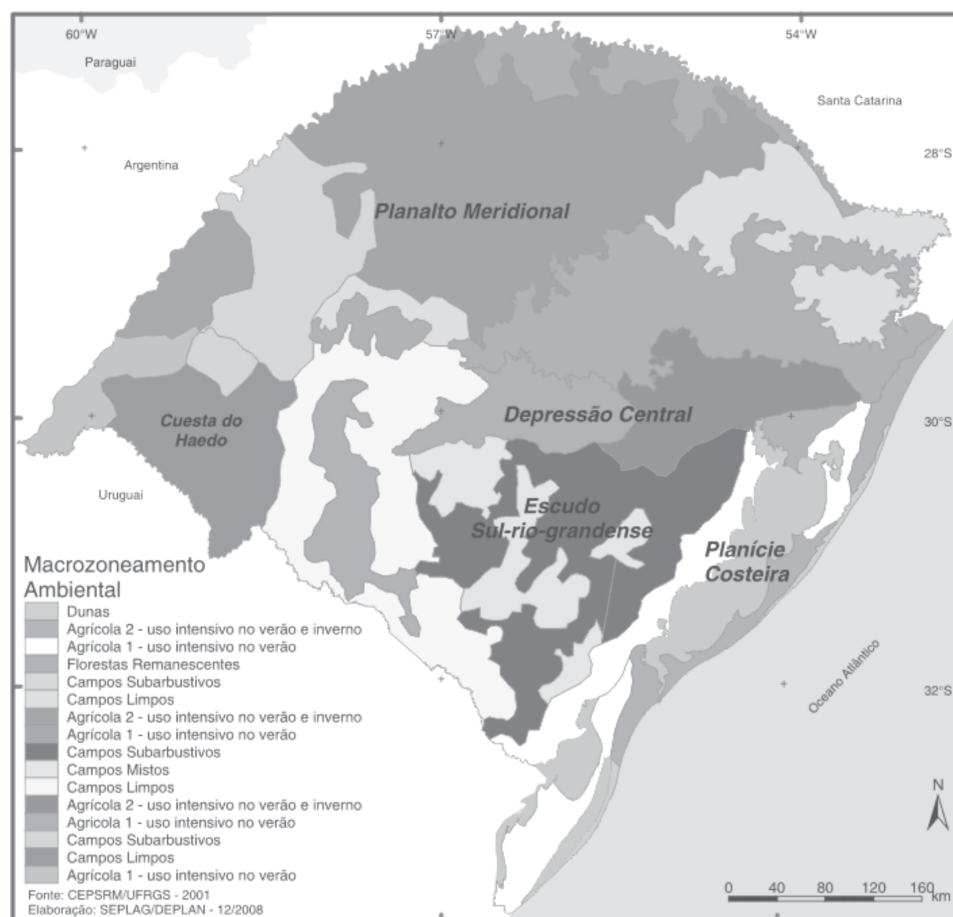 60°W
57°W
54°W
Paraguai
Santa Catarina
Argentina
28°S
Planalto Meridional
Cuesta do
Haedo
Depressão Central
30°S
Uruguai
Escudo
Sul-rio-grandense
Planície
Costeira
Oceano Atlântico
32°S
Macrozoneamento
Ambiental
Dunas
Agrícola 2 - uso intensivo no verão e inverno
Agrícola 1 - uso intensivo no verão
Florestas Remanescentes
Campos Subarbustivos
Campos Limpos
Agrícola 2 - uso intensivo no verão e inverno
Agrícola 1 - uso intensivo no verão
Campos Subarbustivos
Campos Mistos
Campos Limpos
Agrícola 2 - uso intensivo no verão e inverno
Agricola 1 - uso intensivo no verão
Campos Subarbustivos
Campos Limpos
Agrícola 1 - uso intensivo no verão
Fonte: CEPSRM/UFRGS - 2001
Elaboração: SEPLAG/DEPLAN - 12/2008
N
0 40 80 120 160
km